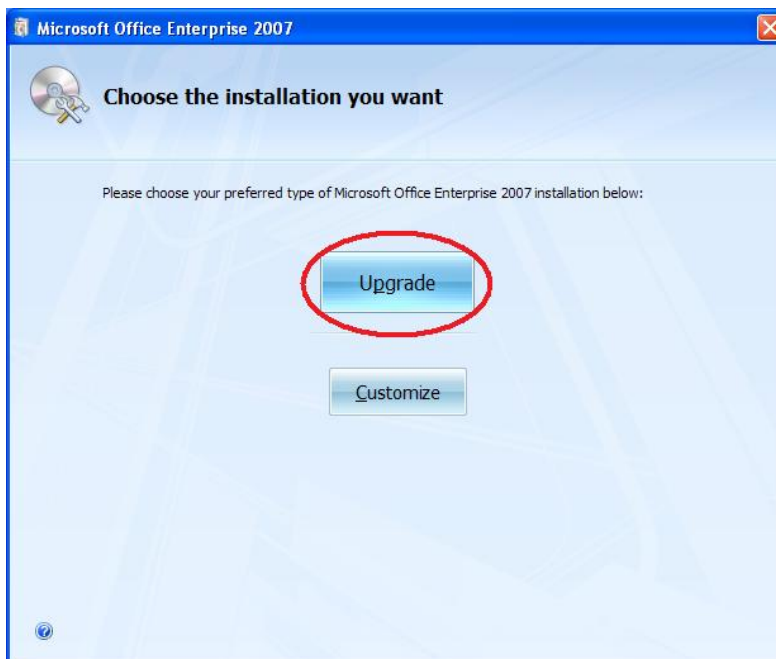 Microsoft Office Enterprise 2007
Choose the installation you want
Please choose your preferred type of Microsoft Office Enterprise 2007 installation below:
Upgrade
Customize